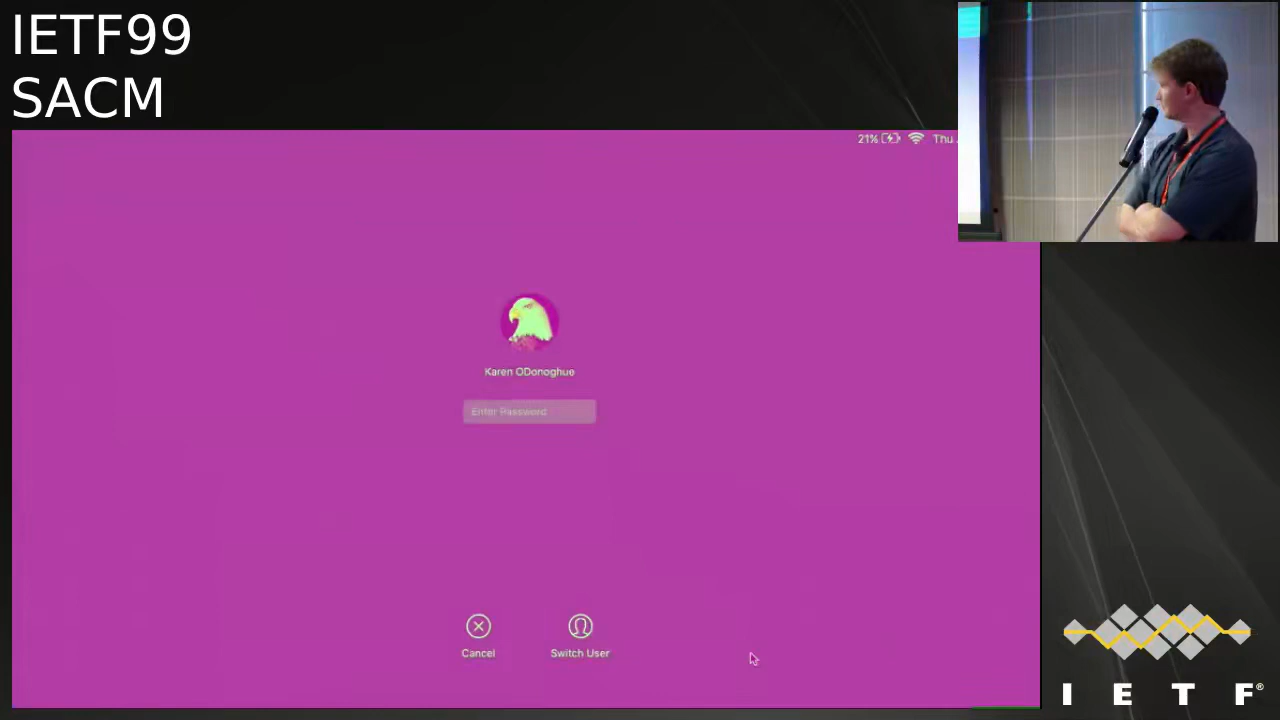 IETF99
SACM
21%
Thu
Karen ODonoghue
Enter Password
Cancel
Switch User
I E T F®